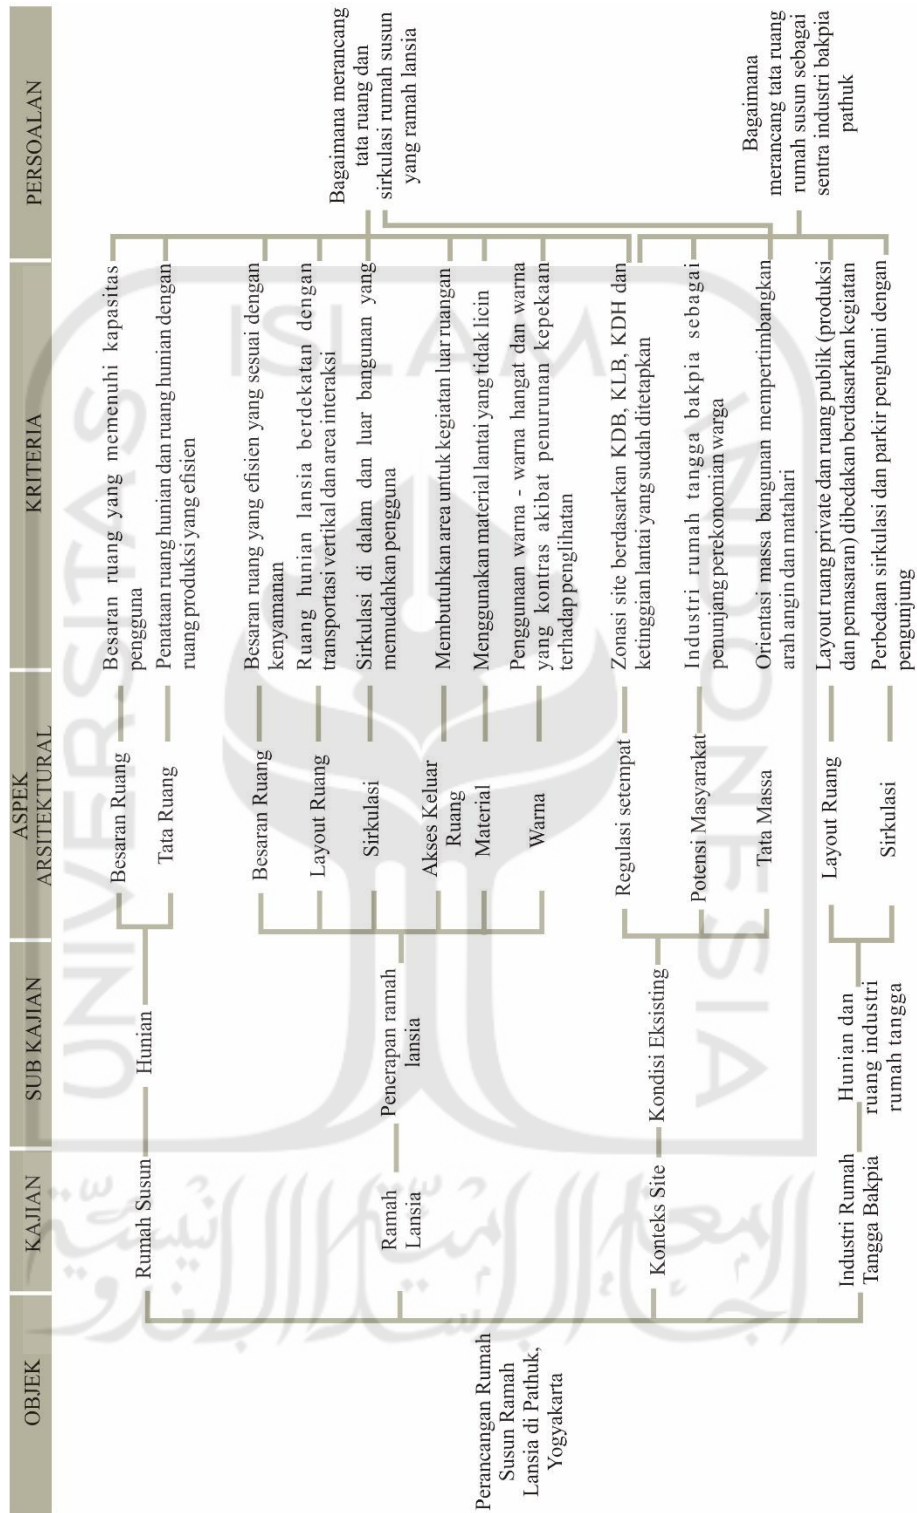 OBJEK
KAJIAN
SUB KAJIAN
ASPEK
ARSITEKTURAL
KRITERIA
PERSOALAN
Perancangan Rumah
Susun Ramah
Lansia di Pathuk,
Yogyakarta
Rumah Susun
Hunian
Besaran Ruang
Besaran ruang yang memenuhi kapasitas
pengguna
Tata Ruang
Penataan ruang hunian dan ruang hunian dengan
ruang produksi yang efisien
Ramah
Lansia
Penerapan ramah
lansia
Besaran Ruang
Besaran ruang yang efisien yang sesuai dengan
kenyamanan
Layout Ruang
Ruang hunian lansia berdekatan dengan
transportasi vertikal dan area interaksi
Sirkulasi
Sirkulasi di dalam dan luar bangunan yang
memudahkan pengguna
Akses Keluar
Ruang
Membutuhkan area untuk kegiatan luar ruangan
Material
Menggunakan material lantai yang tidak licin
Warna
Penggunaan warna - warna hangat dan warna
yang kontras akibat penurunan kepekaan
terhadap penglihatan
Konteks Site
Kondisi Eksisting
Regulasi setempat
Zonasi site berdasarkan KDB, KLB, KDH dan
ketinggian lantai yang sudah ditetapkan
Potensi Masyarakat
Industri rumah tangga bakpia sebagai
penunjang perekonomian warga
Tata Massa
Orientasi massa bangunan mempertimbangkan
arah angin dan matahari
Industri Rumah
Tangga Bakpia
Hunian dan
ruang industri
rumah tangga
Layout Ruang
Layout ruang private dan ruang publik (produksi
dan pemasaran) dibedakan berdasarkan kegiatan
Sirkulasi
Perbedaan sirkulasi dan parkir penghuni dengan
pengunjung
Bagaimana merancang
tata ruang dan
sirkulasi rumah susun
yang ramah lansia
Bagaimana
merancang tata ruang
rumah susun sebagai
sentra industri bakpia
pathuk
UNIVERSITAS
ISLAM
INDONESIA